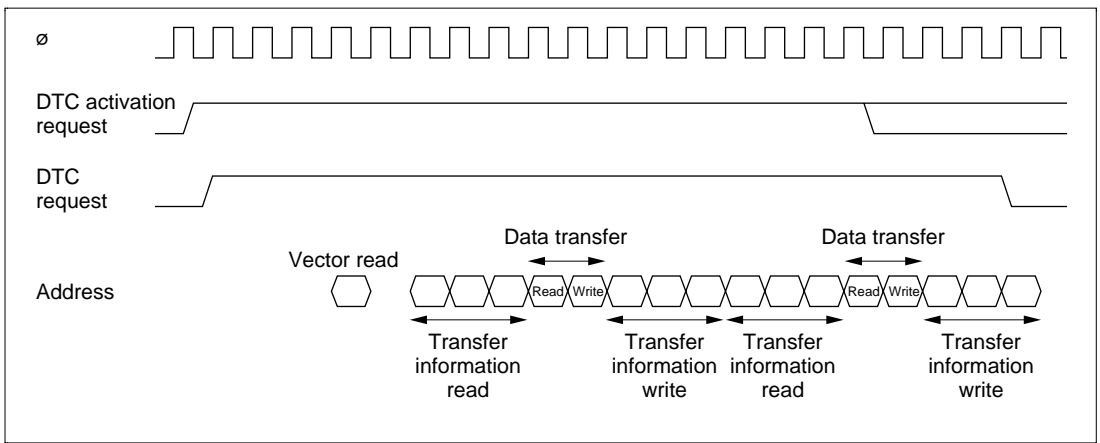 ø
DTC activation
request
DTC
request
Data transfer
Data transfer
Vector read
Address
Read
Write
Read
Write
Transfer
information
read
Transfer
information
write
Transfer
information
read
Transfer
information
write